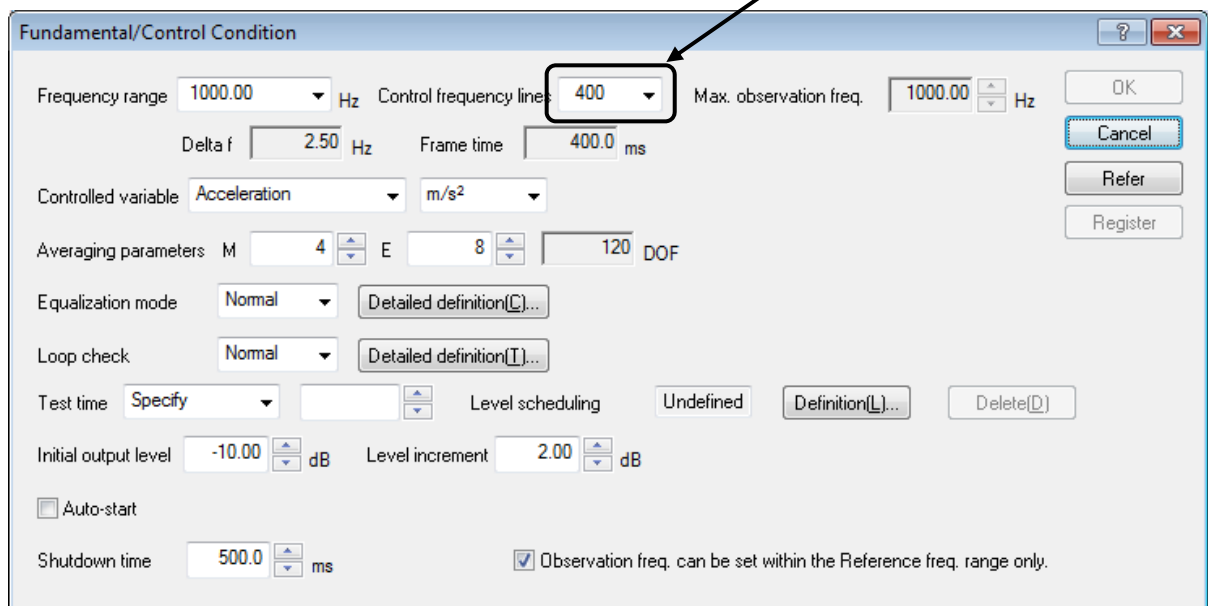 Fundamental/Control Condition
Frequency range 1000.00 Hz Control frequency lines 400 Max. observation freq. 1000.00 Hz OK
Delta f 2.50 Hz Frame time 400.0 ms Cancel
Controlled variable Acceleration m/s² Refer
Averaging parameters M 4 E 8 120 DOF Register
Equalization mode Normal Detailed definition(C)...
Loop check Normal Detailed definition(T)...
Test time Specify Level scheduling Undefined Definition(L)... Delete(D)
Initial output level -10.00 dB Level increment 2.00 dB
Auto-start
Shutdown time 500.0 ms Observation freq. can be set within the Reference freq. range only.